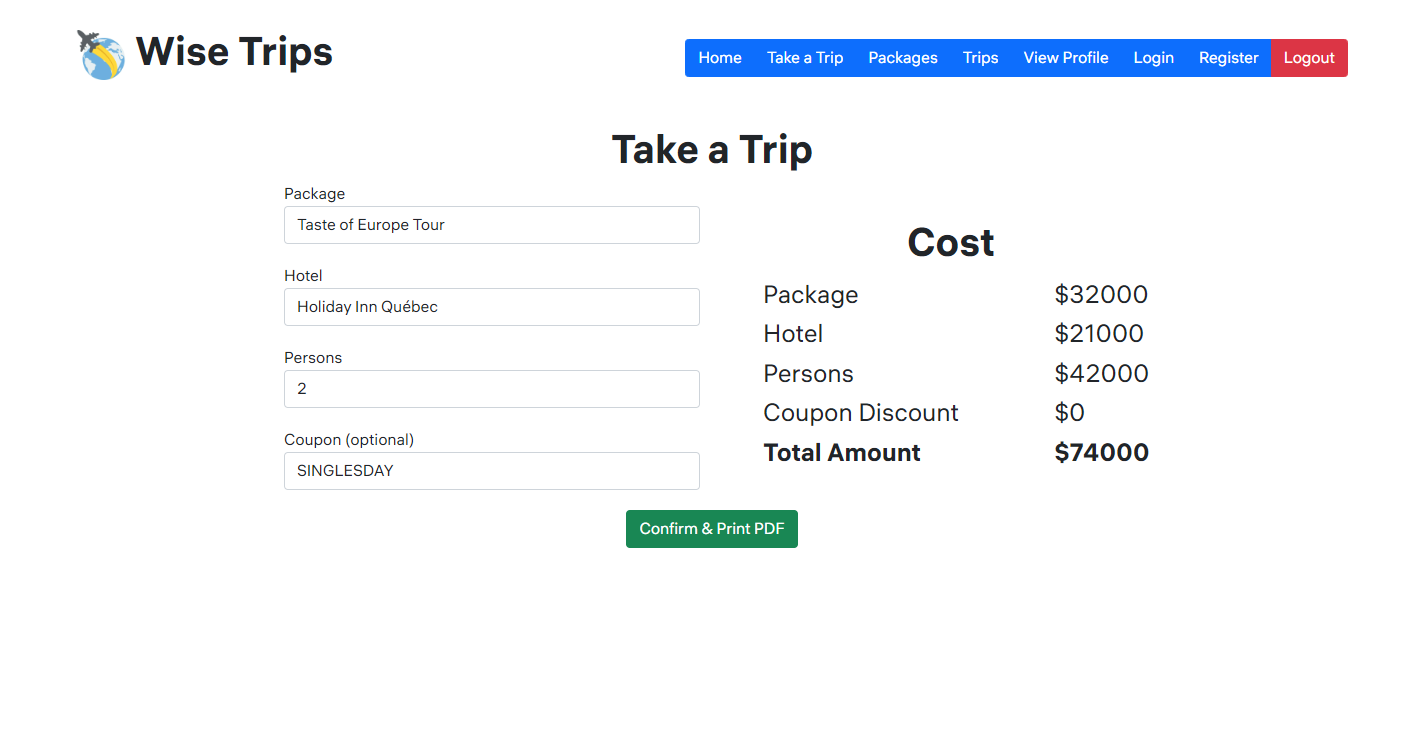 Wise Trips
Home Take a Trip Packages Trips View Profile Login Register Logout
Take a Trip
Package
Taste of Europe Tour
Hotel
Holiday Inn Québec
Persons
2
Coupon (optional)
SINGLESDAY
Cost
Package $32000
Hotel $21000
Persons $42000
Coupon Discount $0
Total Amount $74000
Confirm & Print PDF